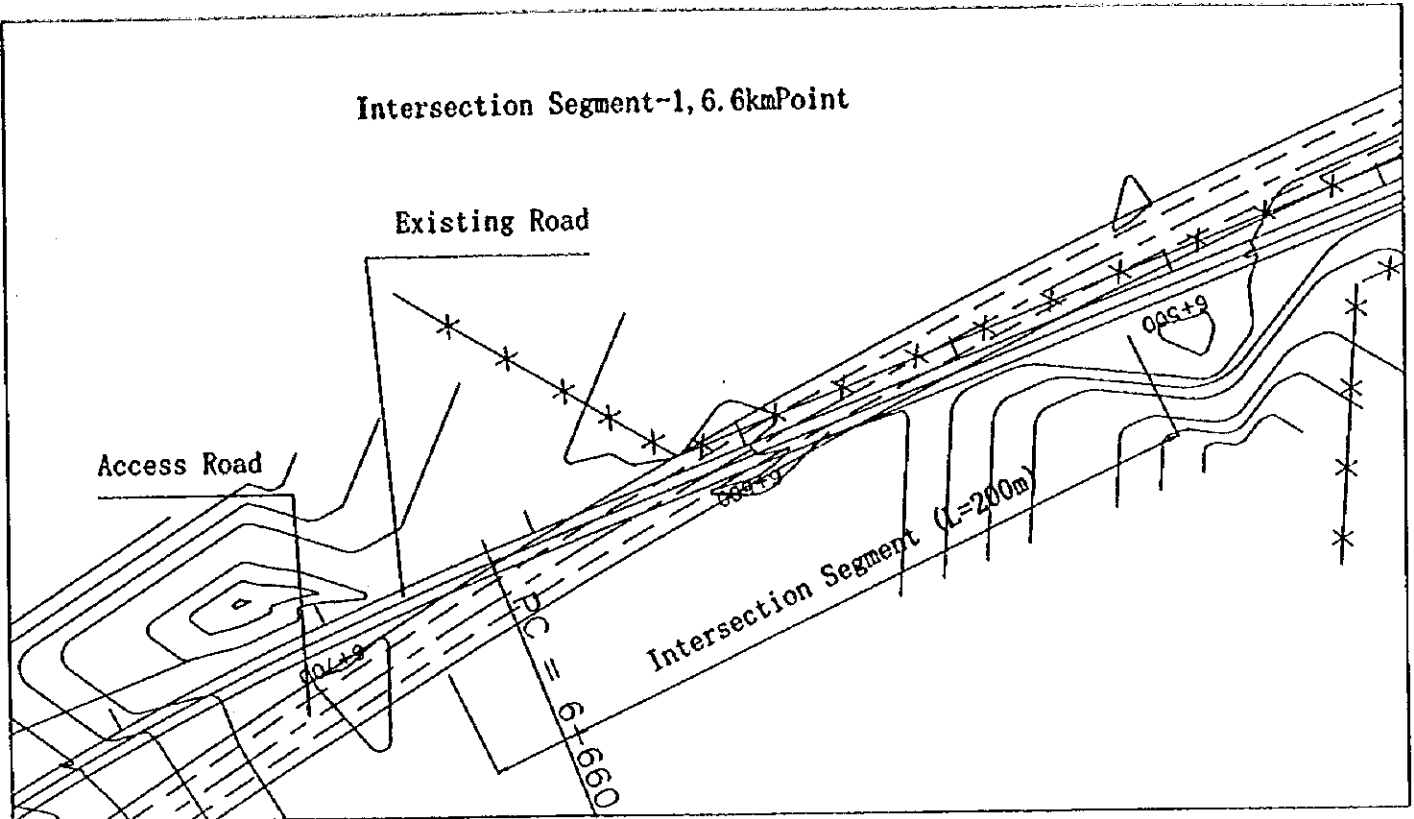 Intersection Segment-1, 6.6kmPoint
Existing Road
6+500
Access Road
6+600
Intersection Segment (L=200m)
6+700
PC = 6+660